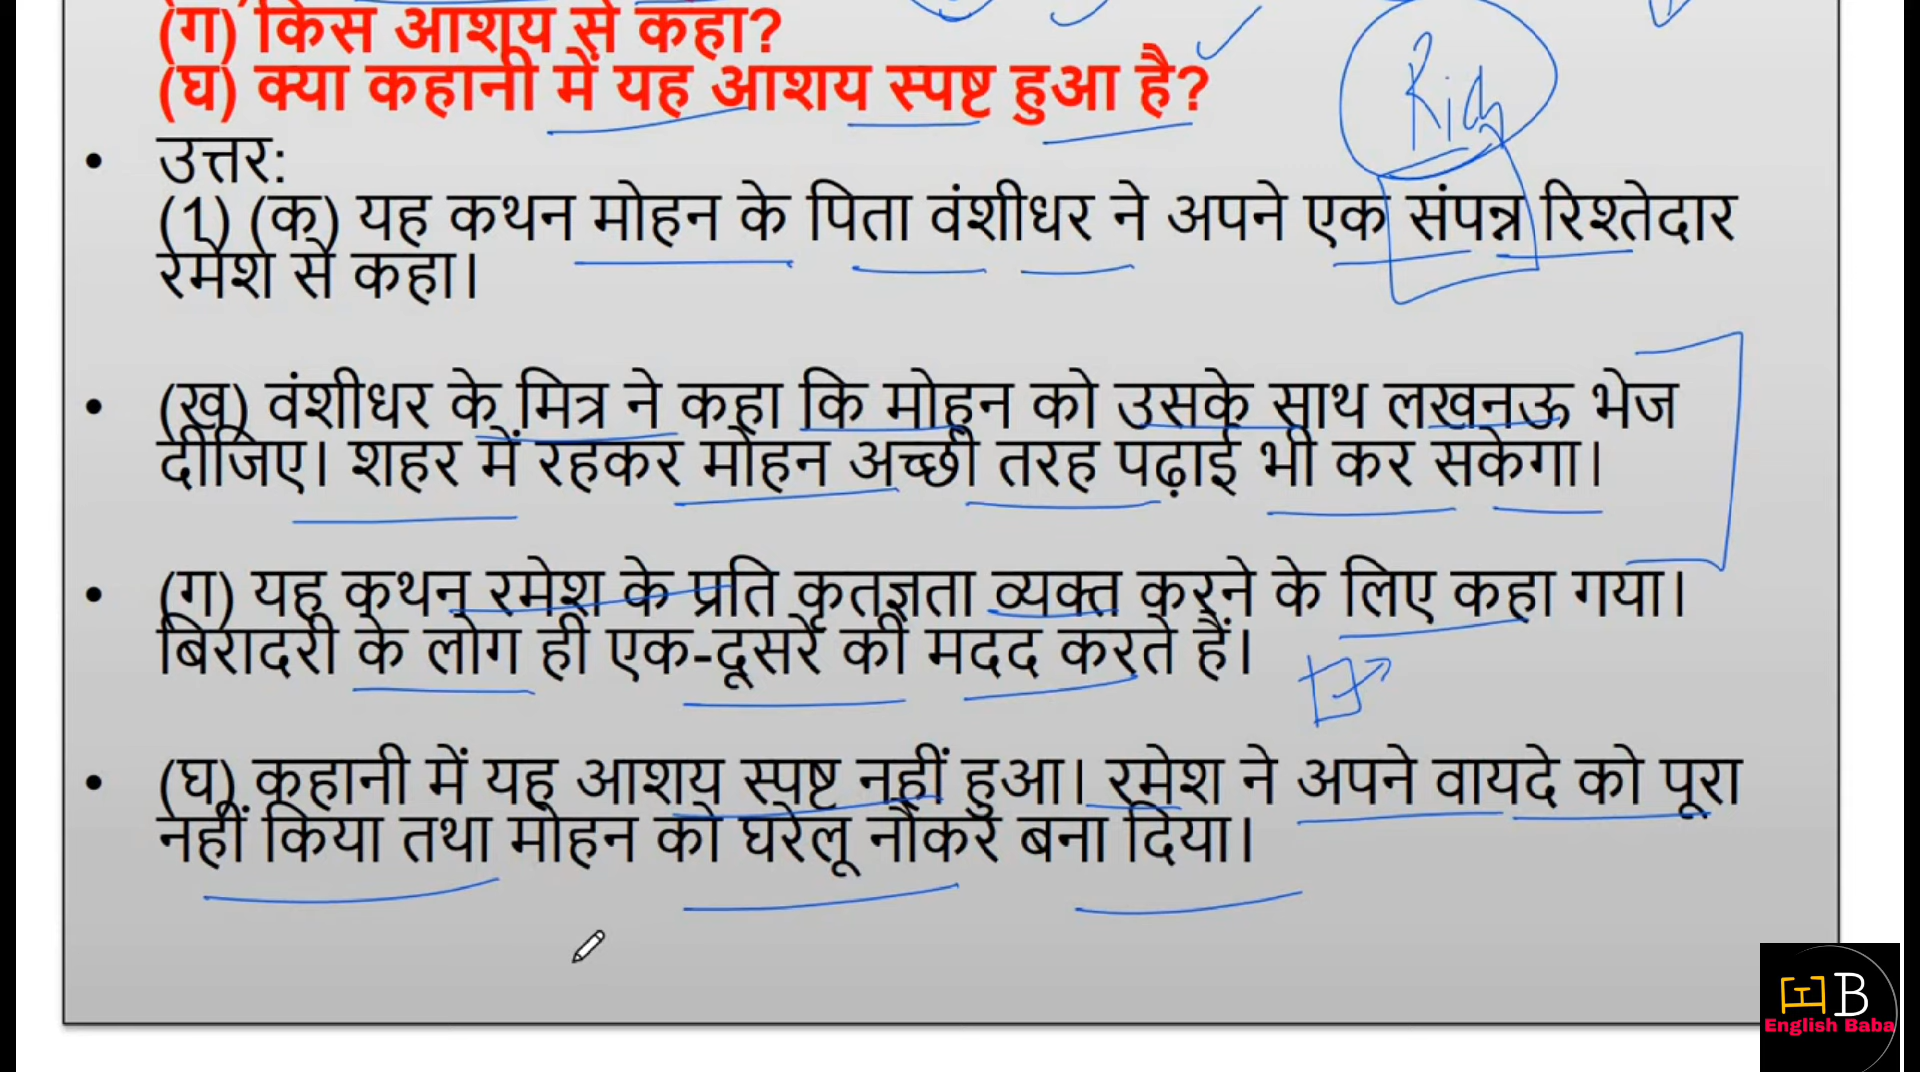 (ग) किस आशय से कहा?
(घ) क्या कहानी में यह आशय स्पष्ट हुआ है?
Rich
• उत्तर:
(1) (क) यह कथन मोहन के पिता वंशीधर ने अपने एक संपन्न रिश्तेदार
रमेश से कहा।
• (ख) वंशीधर के मित्र ने कहा कि मोहन को उसके साथ लखनऊ भेज
दीजिए। शहर में रहकर मोहन अच्छी तरह पढ़ाई भी कर सकेगा।
• (ग) यह कथन रमेश के प्रति कृतज्ञता व्यक्त करने के लिए कहा गया।
बिरादरी के लोग ही एक-दूसरे की मदद करते हैं।
• (घ) कहानी में यह आशय स्पष्ट नहीं हुआ। रमेश ने अपने वायदे को पूरा
नहीं किया तथा मोहन को घरेलू नौकर बना दिया।
B
English Baba